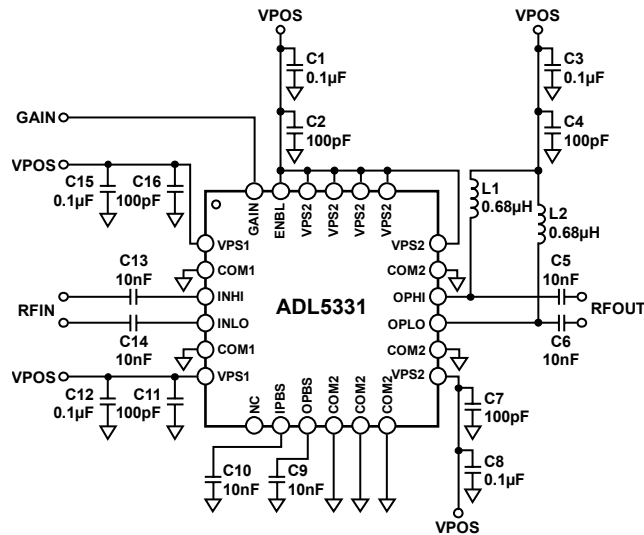 VPOS
VPOS
C1
0.1µF
C3
0.1µF
C2
100pF
C4
100pF
GAIN
VPOS
C15
0.1µF
C16
100pF
L1
0.68µH
L2
0.68µH
GAIN
ENBL
VPS2
VPS2
VPS2
VPS2
VPS1
COM1
INHI
INLO
COM1
VPS1
VPS2
COM2
OPHI
OPLO
COM2
VPS2
ADL5331
C13
10nF
RFIN
C14
10nF
C5
10nF
RFOUT
C6
10nF
VPOS
C12
0.1µF
C11
100pF
NC
IPBS
OPBS
COM2
COM2
COM2
C10
10nF
C9
10nF
C7
100pF
C8
0.1µF
VPOS